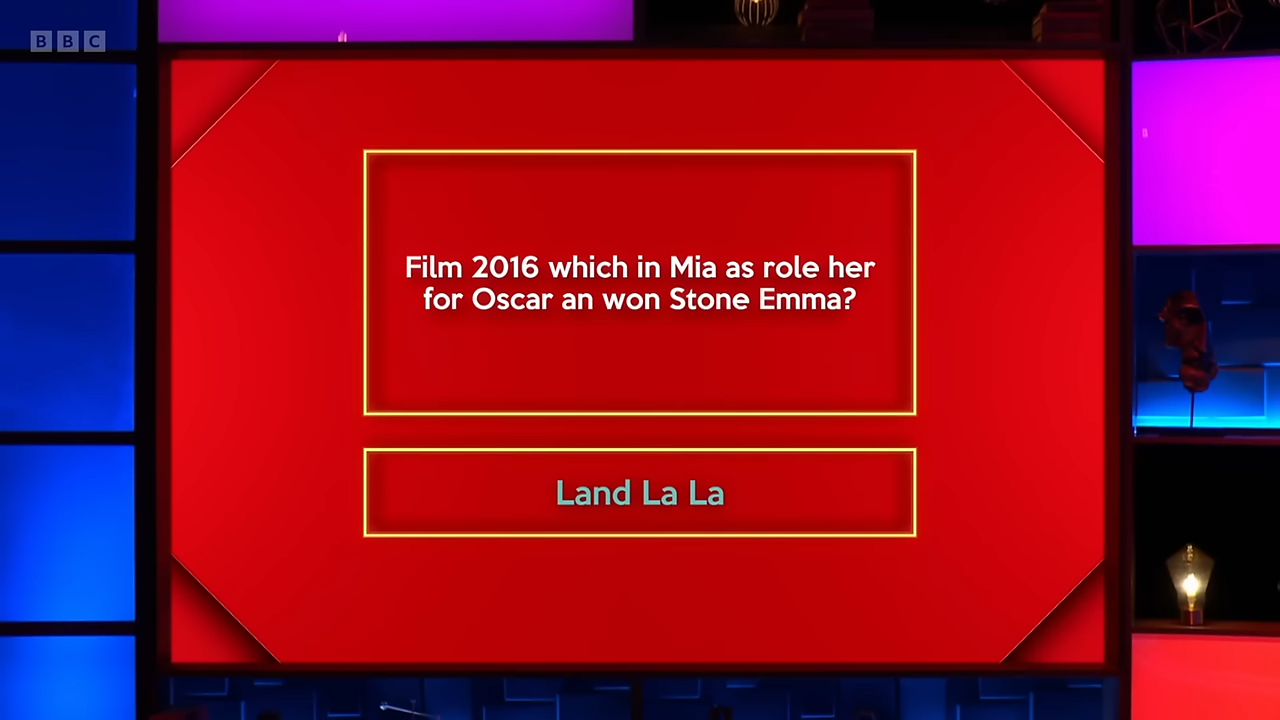 BBC
Film 2016 which in Mia as role her
for Oscar an won Stone Emma?
Land La La